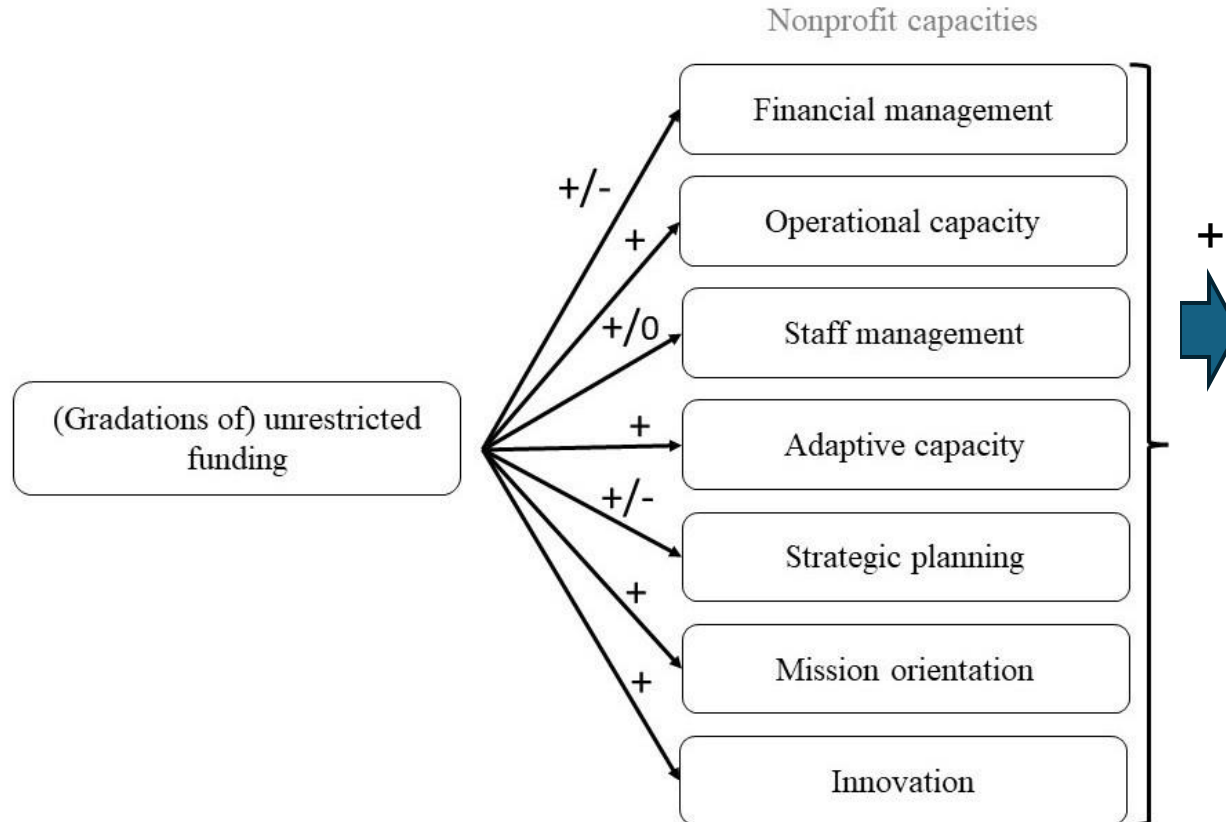 Nonprofit capacities
Financial management
+/-
Operational capacity
+
+
Staff management
+/0
(Gradations of) unrestricted
funding
Adaptive capacity
+
Strategic planning
+/-
Mission orientation
+
Innovation
+